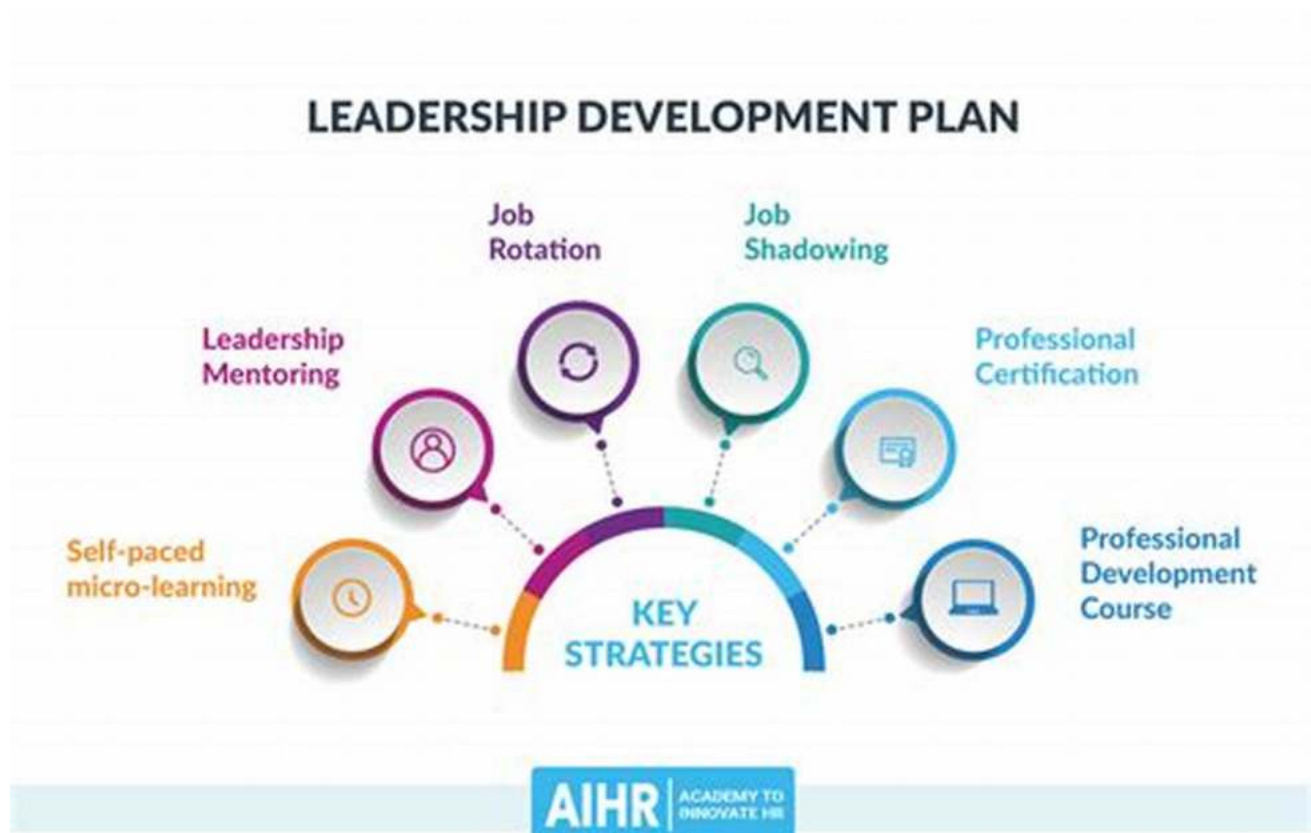 LEADERSHIP DEVELOPMENT PLAN
Job
Rotation
Job
Shadowing
Leadership
Mentoring
Professional
Certification
Self-paced
micro-learning
Professional
Development
Course
KEY
STRATEGIES
AIHR
ACADEMY TO
INNOVATE HR